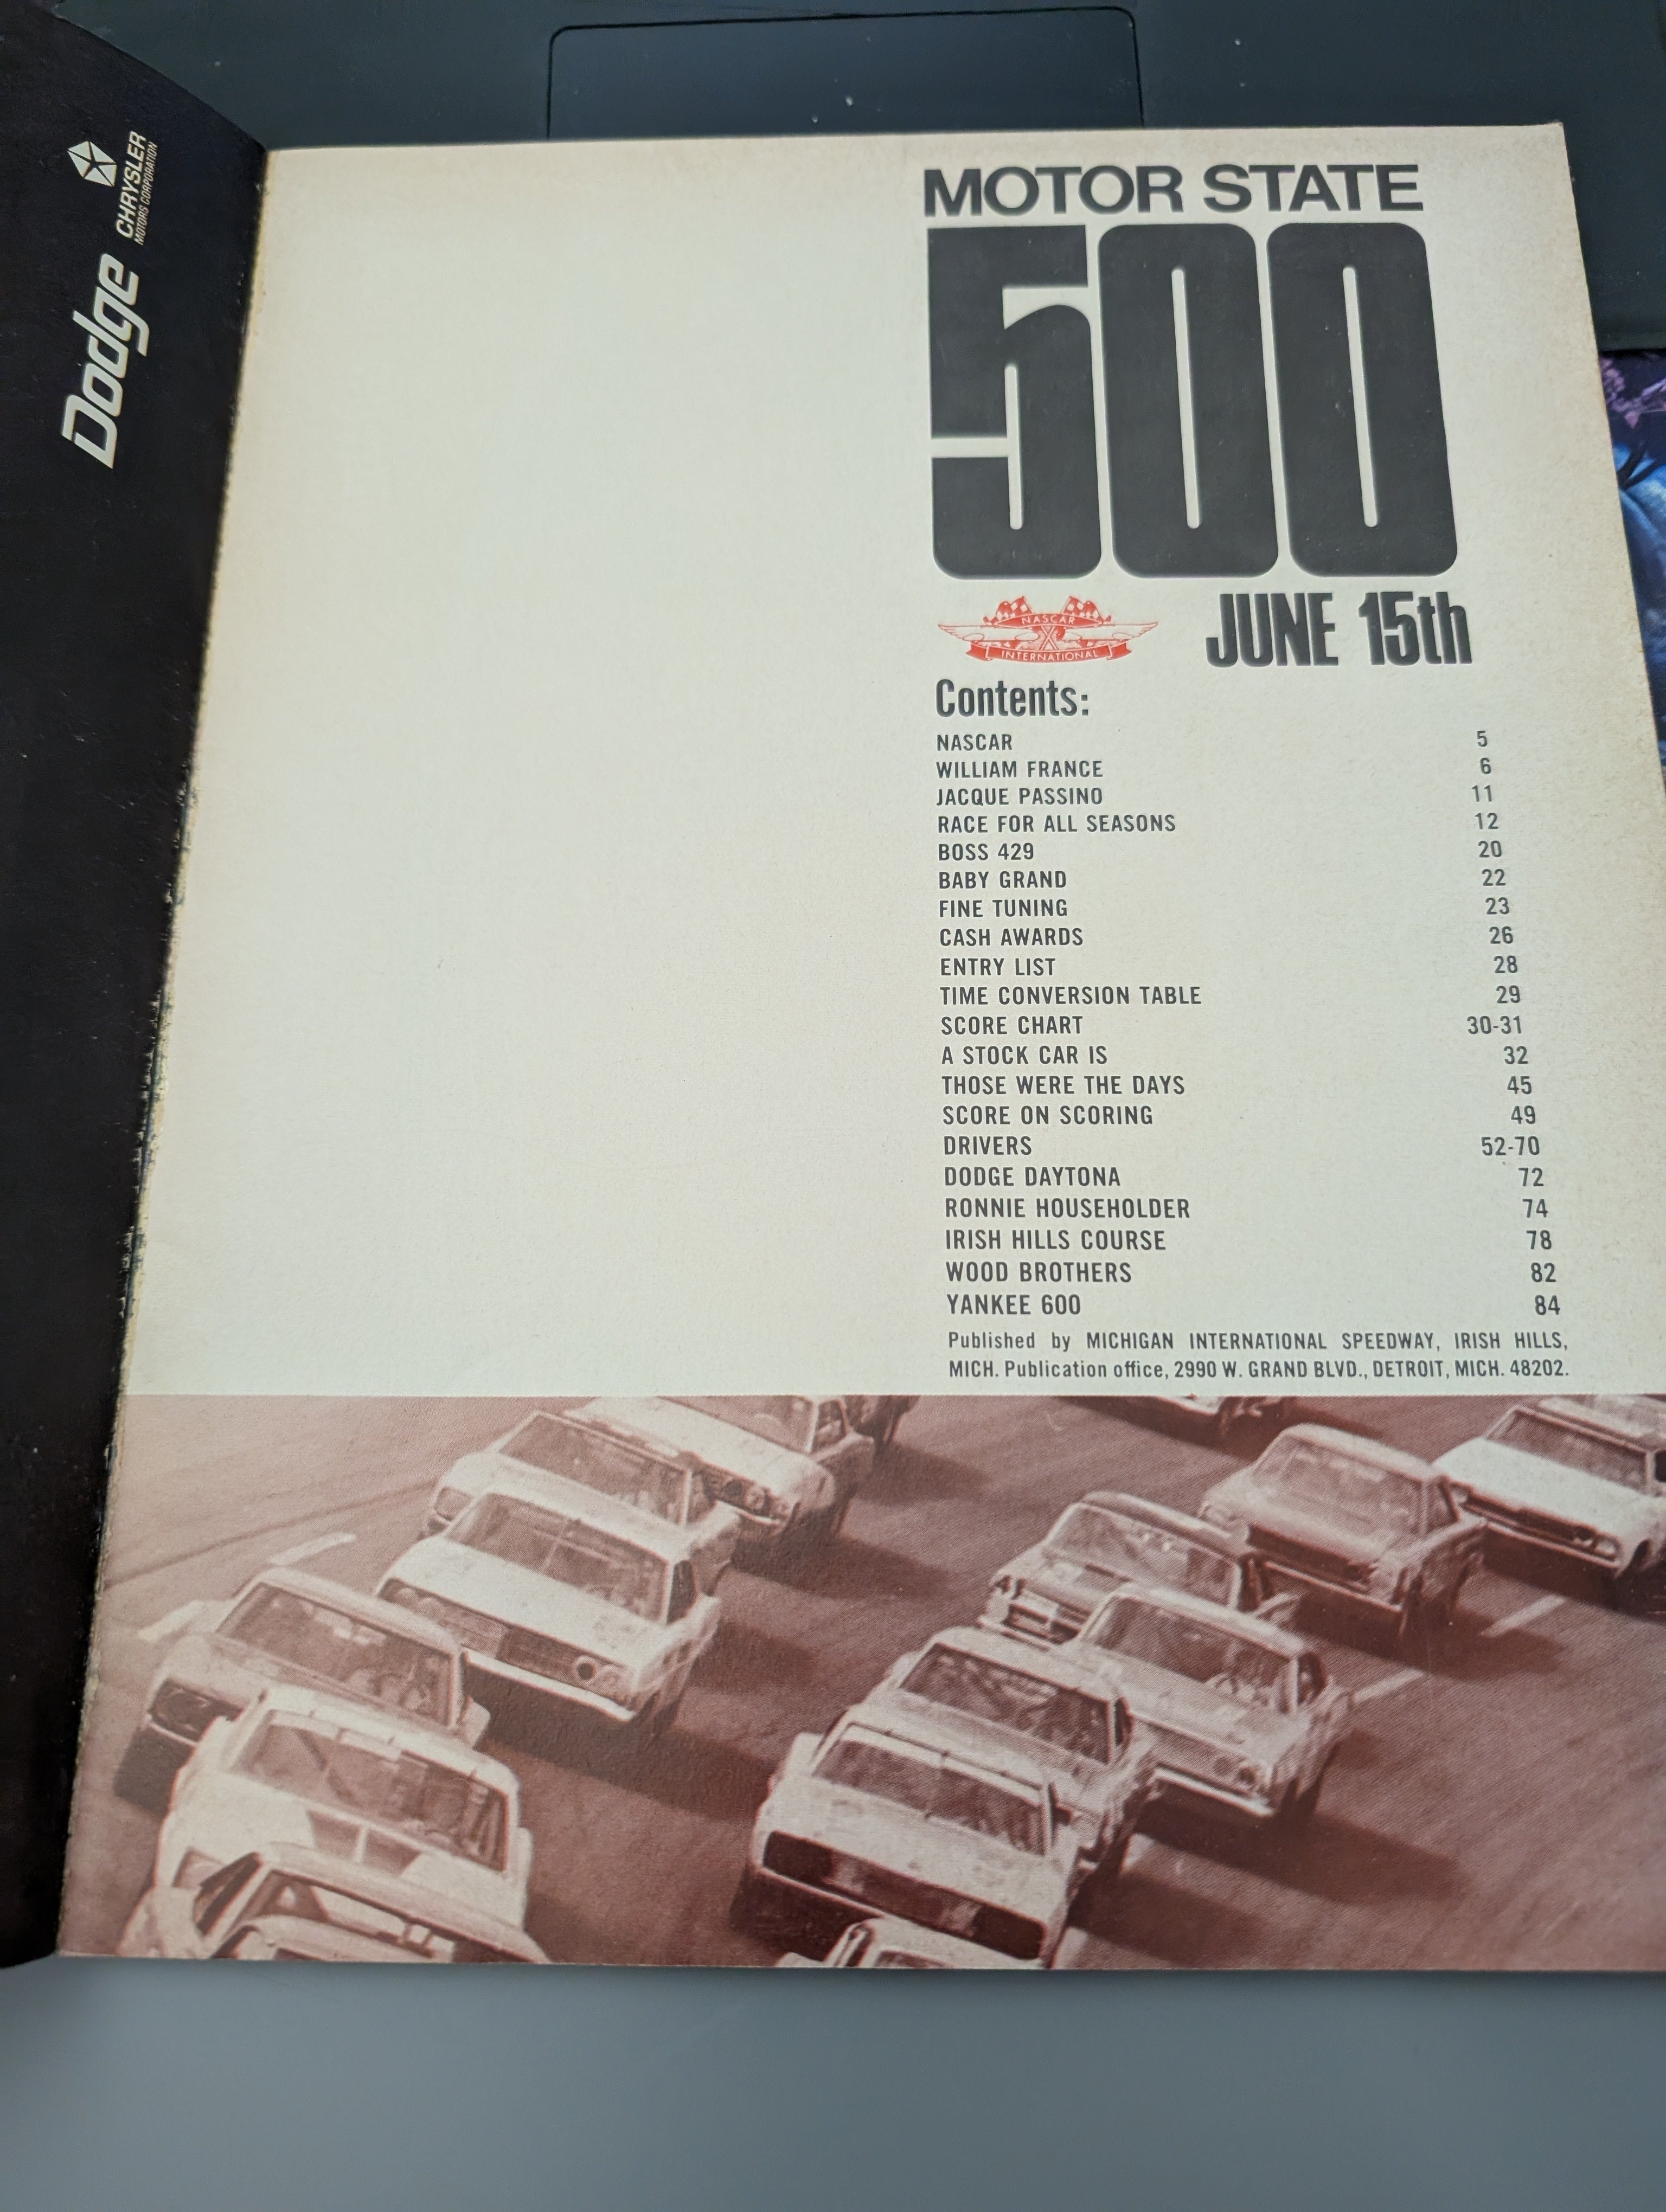 Dodge
CHRYSLER
MOTORS CORPORATION
MOTOR STATE
500
NASCAR
INTERNATIONAL
JUNE 15th
Contents:
NASCAR 5
WILLIAM FRANCE 6
JACQUE PASSINO 11
RACE FOR ALL SEASONS 12
BOSS 429 20
BABY GRAND 22
FINE TUNING 23
CASH AWARDS 26
ENTRY LIST 28
TIME CONVERSION TABLE 29
SCORE CHART 30-31
A STOCK CAR IS 32
THOSE WERE THE DAYS 45
SCORE ON SCORING 49
DRIVERS 52-70
DODGE DAYTONA 72
RONNIE HOUSEHOLDER 74
IRISH HILLS COURSE 78
WOOD BROTHERS 82
YANKEE 600 84
Published by MICHIGAN INTERNATIONAL SPEEDWAY, IRISH HILLS,
MICH. Publication office, 2990 W. GRAND BLVD., DETROIT, MICH. 48202.